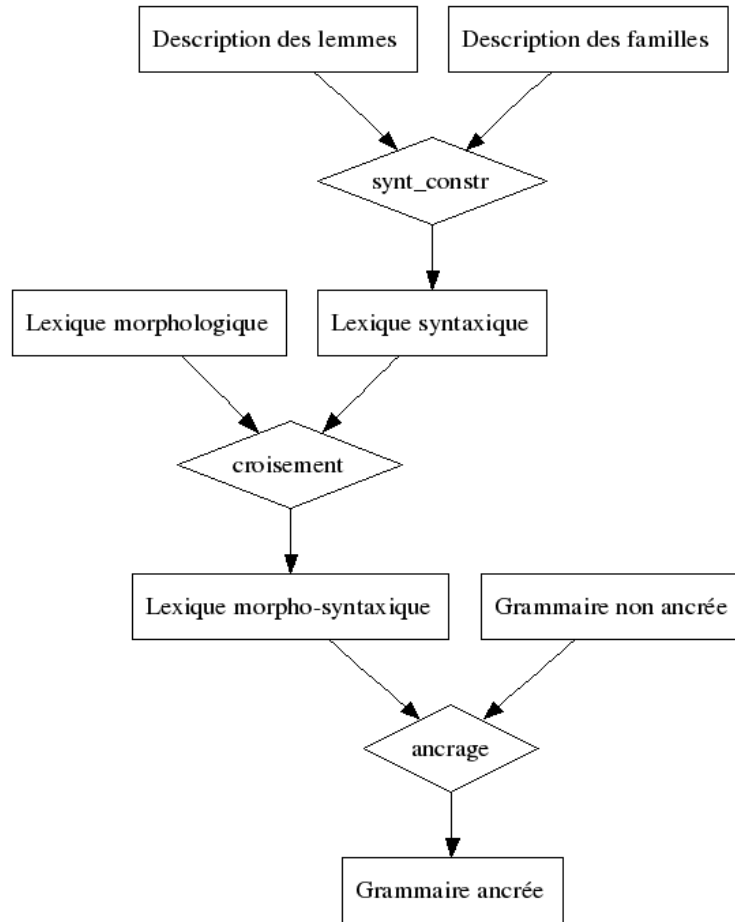 Description des lemmes
Description des familles
synt_constr
Lexique morphologique
Lexique syntaxique
croisement
Lexique morpho-syntaxique
Grammaire non ancrée
ancrage
Grammaire ancrée